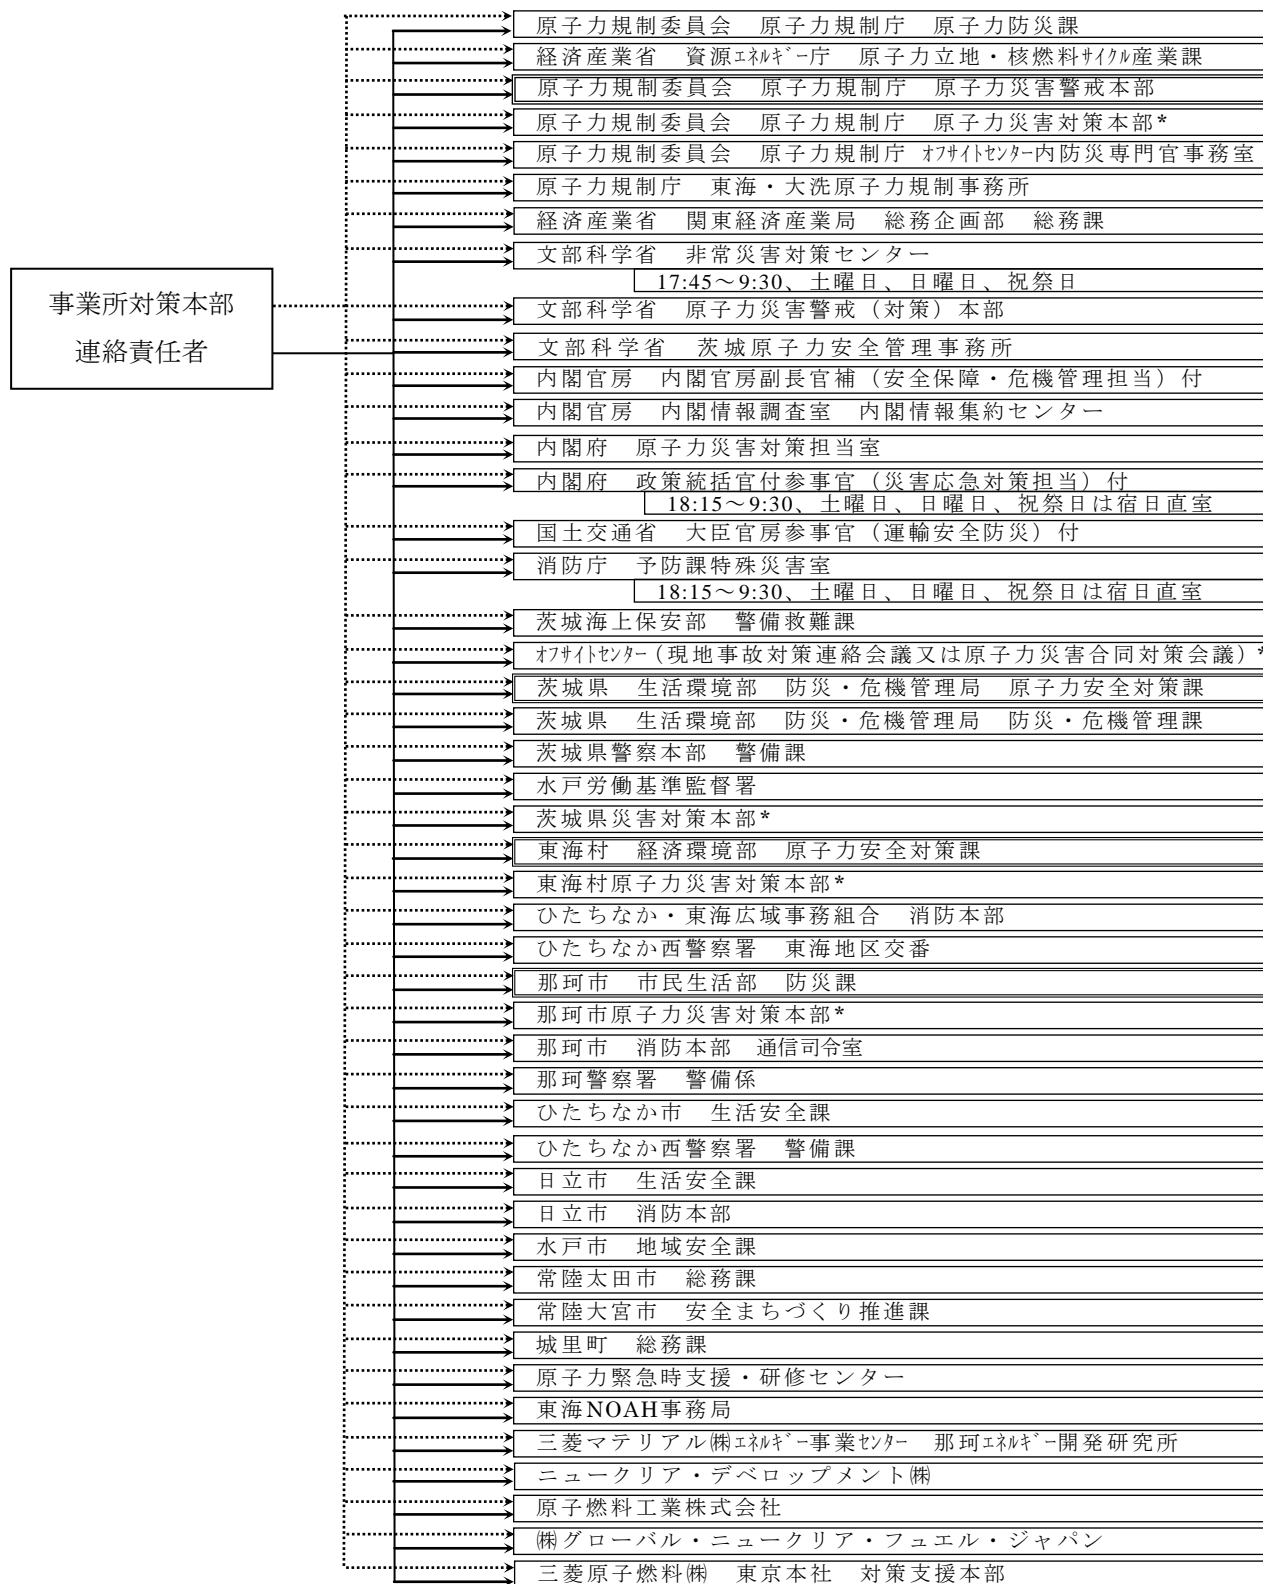 事業所対策本部
連絡責任者
原子力規制委員会 原子力規制庁 原子力防災課
経済産業省 資源エネルギー庁 原子力立地・核燃料サイクル産業課
原子力規制委員会 原子力規制庁 原子力災害警戒本部
原子力規制委員会 原子力規制庁 原子力災害対策本部*
原子力規制委員会 原子力規制庁 オフサイトセンター内防災専門官事務室
原子力規制庁 東海・大洗原子力規制事務所
経済産業省 関東経済産業局 総務企画部 総務課
文部科学省 非常災害対策センター
17:45～9:30、土曜日、日曜日、祝祭日
文部科学省 原子力災害警戒（対策）本部
文部科学省 茨城原子力安全管理事務所
内閣官房 内閣官房副長官補（安全保障・危機管理担当）付
内閣官房 内閣情報調査室 内閣情報集約センター
内閣府 原子力災害対策担当室
内閣府 政策統括官付参事官（災害応急対策担当）付
18:15～9:30、土曜日、日曜日、祝祭日は宿日直室
国土交通省 大臣官房参事官（運輸安全防災）付
消防庁 予防課特殊災害室
18:15～9:30、土曜日、日曜日、祝祭日は宿日直室
茨城海上保安部 警備救難課
オフサイトセンター（現地事故対策連絡会議又は原子力災害合同対策会議）*
茨城県 生活環境部 防災・危機管理局 原子力安全対策課
茨城県 生活環境部 防災・危機管理局 防災・危機管理課
茨城県警察本部 警備課
水戸労働基準監督署
茨城県災害対策本部*
東海村 経済環境部 原子力安全対策課
東海村原子力災害対策本部*
ひたちなか・東海広域事務組合 消防本部
ひたちなか西警察署 東海地区交番
那珂市 市民生活部 防災課
那珂市原子力災害対策本部*
那珂市 消防本部 通信司令室
那珂警察署 警備係
ひたちなか市 生活安全課
ひたちなか西警察署 警備課
日立市 生活安全課
日立市 消防本部
水戸市 地域安全課
常陸太田市 総務課
常陸大宮市 安全まちづくり推進課
城里町 総務課
原子力緊急時支援・研修センター
東海NOAH事務局
三菱マテリアル㈱エネルギー事業センター 那珂エネルギー開発研究所
ニュークリア・デベロップメント㈱
原子燃料工業株式会社
㈱グローバル・ニュークリア・フュエル・ジャパン
三菱原子燃料㈱ 東京本社 対策支援本部